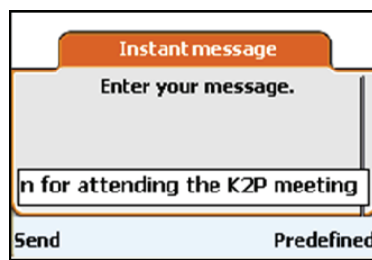 Instant message
Enter your message.
n for attending the K2P meeting
Send Predefined